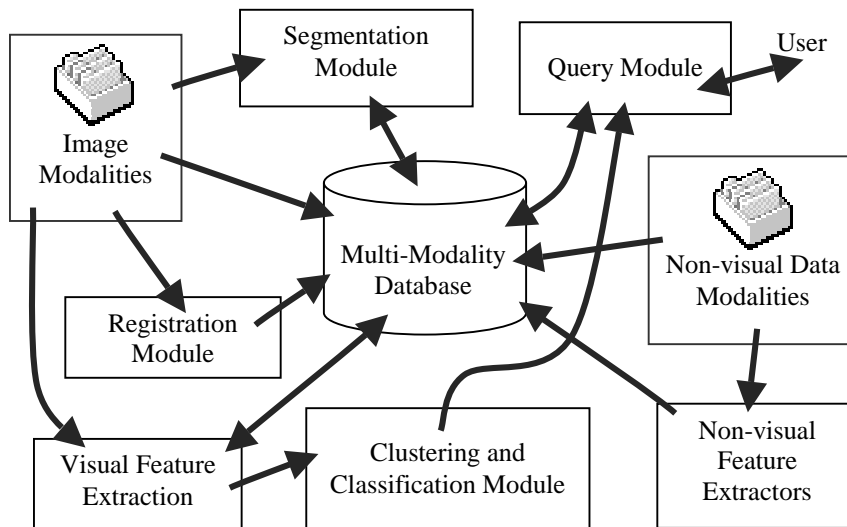 Segmentation
Module
Query Module
User
Image
Modalities
Multi-Modality
Database
Non-visual Data
Modalities
Registration
Module
Visual Feature
Extraction
Clustering and
Classification Module
Non-visual
Feature
Extractors